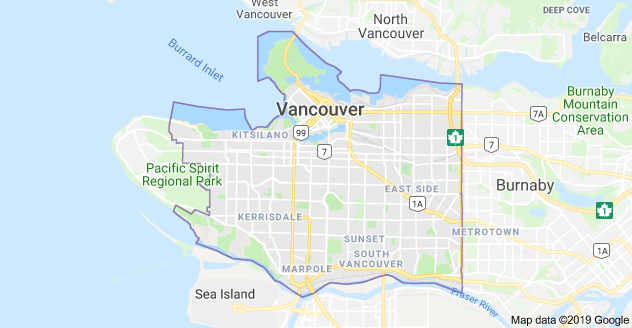 West
Vancouver
North
Vancouver
DEEP COVE
Belcarra
Burrard Inlet
Burnaby
Mountain
Conservation
Area
Vancouver
7A
KITSILANO
99
1
7
7
Pacific Spirit
Regional Park
EAST SIDE
Burnaby
1A
1
KERRISDALE
METROTOWN
SUNSET
1A
SOUTH
VANCOUVER
MARPOLE
Sea Island
Fraser River
Map data ©2019 Google